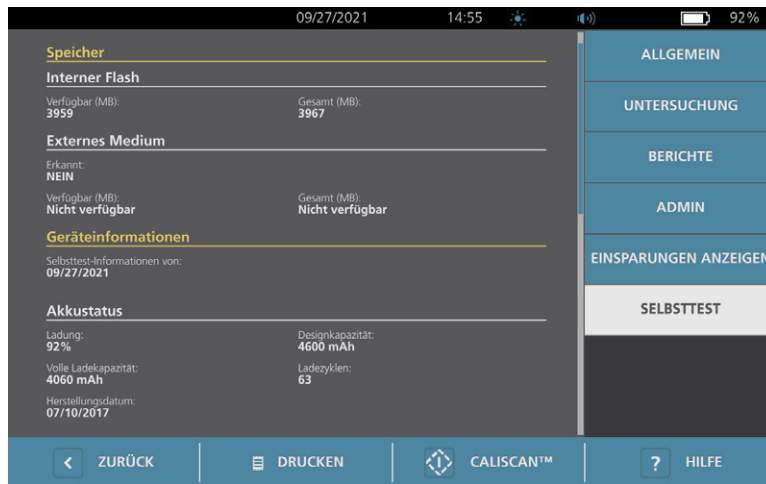 09/27/2021 14:55 92%
Speicher
Interner Flash
Verfügbar (MB): Gesamt (MB):
3959 3967
Externes Medium
Erkannt:
NEIN
Verfügbar (MB): Gesamt (MB):
Nicht verfügbar Nicht verfügbar
Geräteinformationen
Selbsttest-Informationen von:
09/27/2021
Akkustatus
Ladung: Designkapazität:
92% 4600 mAh
Volle Ladekapazität: Ladezyklen:
4060 mAh 63
Herstellungsdatum:
07/10/2017
ALLGEMEIN
UNTERSUCHUNG
BERICHTE
ADMIN
EINSPARUNGEN ANZEIGEN
SELBSTTEST
ZURÜCK DRUCKEN CALISCAN™ ? HILFE